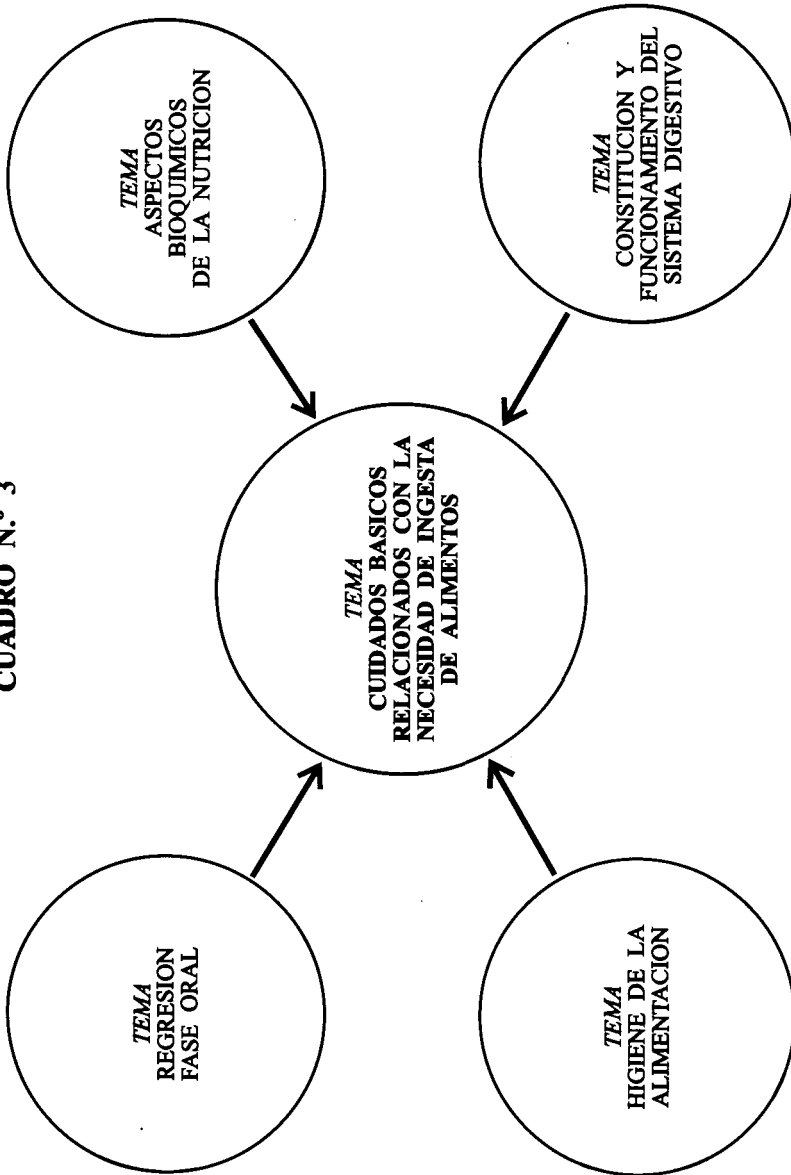 CUADRO N.º 3
TEMA
REGRESION
FASE ORAL
TEMA
ASPECTOS
BIOQUIMICOS
DE LA NUTRICION
TEMA
CUIDADOS BASICOS
RELACIONADOS CON LA
NECESIDAD DE INGESTA
DE ALIMENTOS
TEMA
HIGIENE DE LA
ALIMENTACION
TEMA
CONSTITUCION Y
FUNCIONAMIENTO DEL
SISTEMA DIGESTIVO